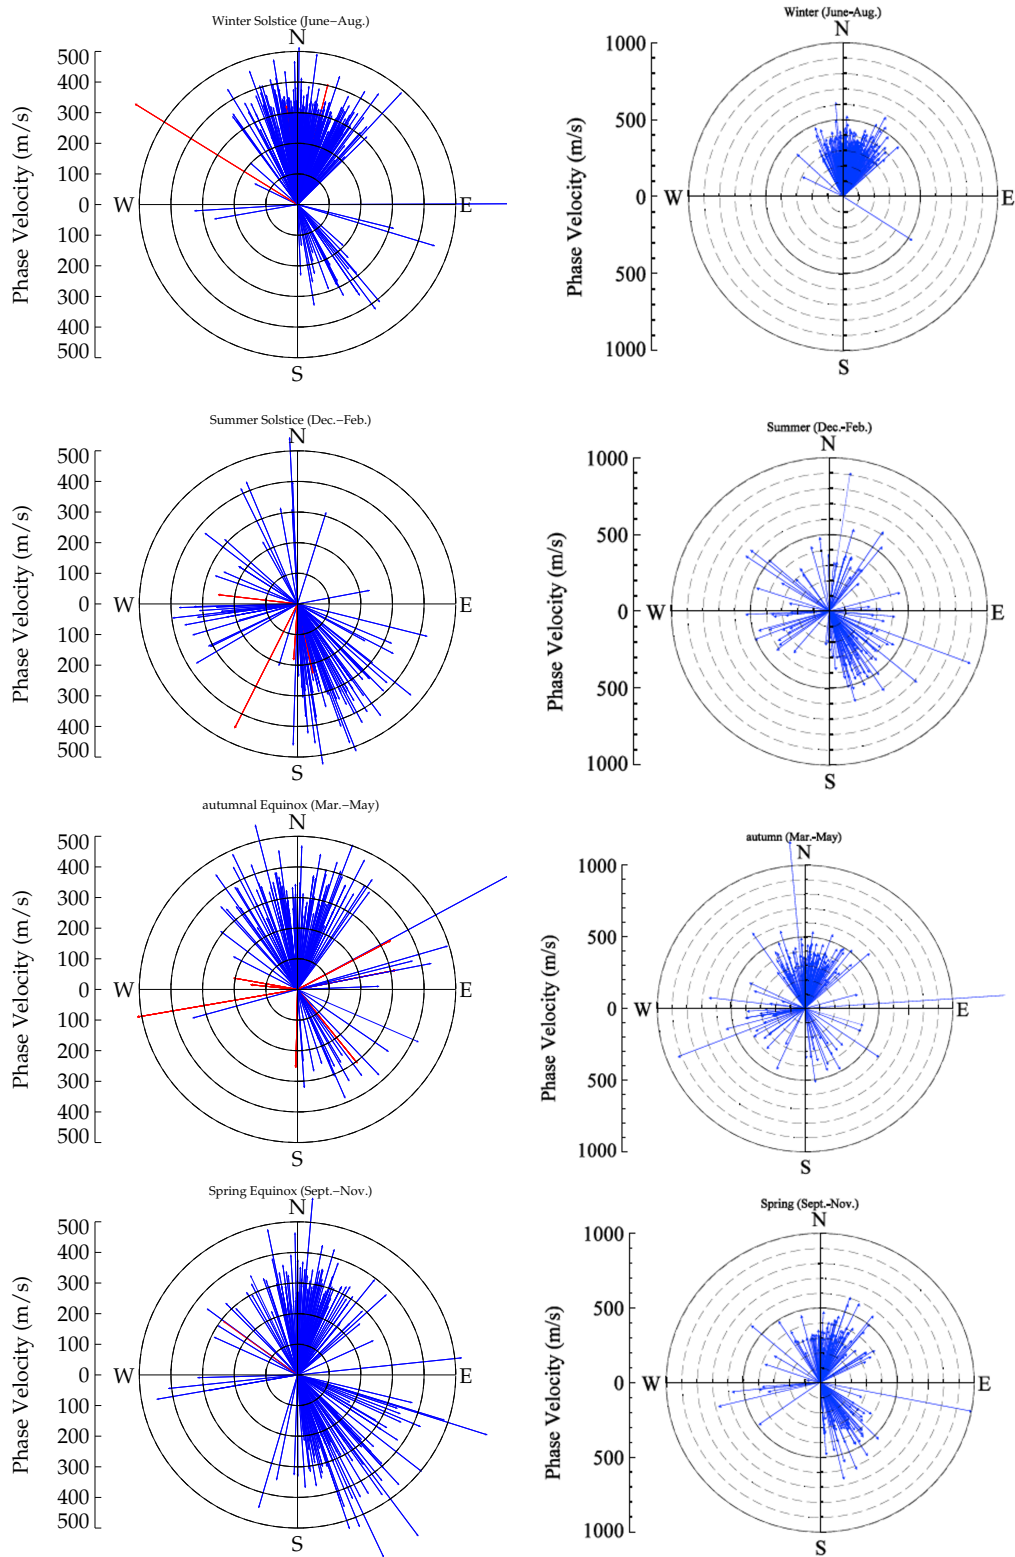 Winter Solstice (June–Aug.)
N
500
400
300
200
100
0
100
200
300
400
500
Phase Velocity (m/s)
W
E
S
Winter (June-Aug.)
N
1000
500
0
500
1000
Phase Velocity (m/s)
W
E
S
Summer Solstice (Dec.–Feb.)
N
500
400
300
200
100
0
100
200
300
400
500
Phase Velocity (m/s)
W
E
S
Summer (Dec.-Feb.)
N
1000
500
0
500
1000
Phase Velocity (m/s)
W
E
S
autumnal Equinox (Mar.–May)
N
500
400
300
200
100
0
100
200
300
400
500
Phase Velocity (m/s)
W
E
S
autumn (Mar.-May)
N
1000
500
0
500
1000
Phase Velocity (m/s)
W
E
S
Spring Equinox (Sept.–Nov.)
N
500
400
300
200
100
0
100
200
300
400
500
Phase Velocity (m/s)
W
E
S
Spring (Sept.-Nov.)
N
1000
500
0
500
1000
Phase Velocity (m/s)
W
E
S